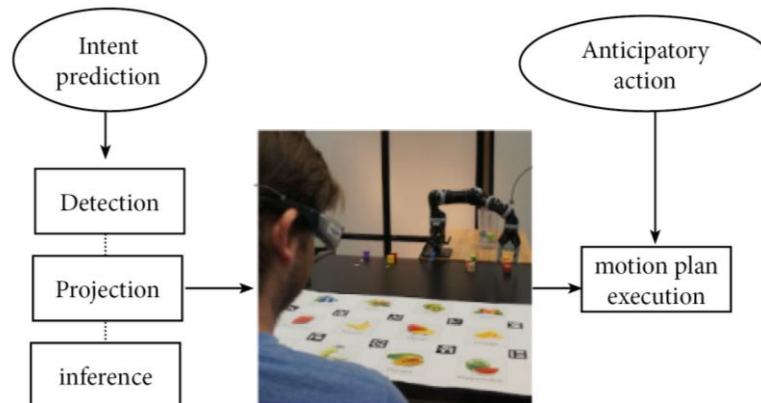 Intent
prediction
Detection
Projection
inference
Anticipatory
action
motion plan
execution